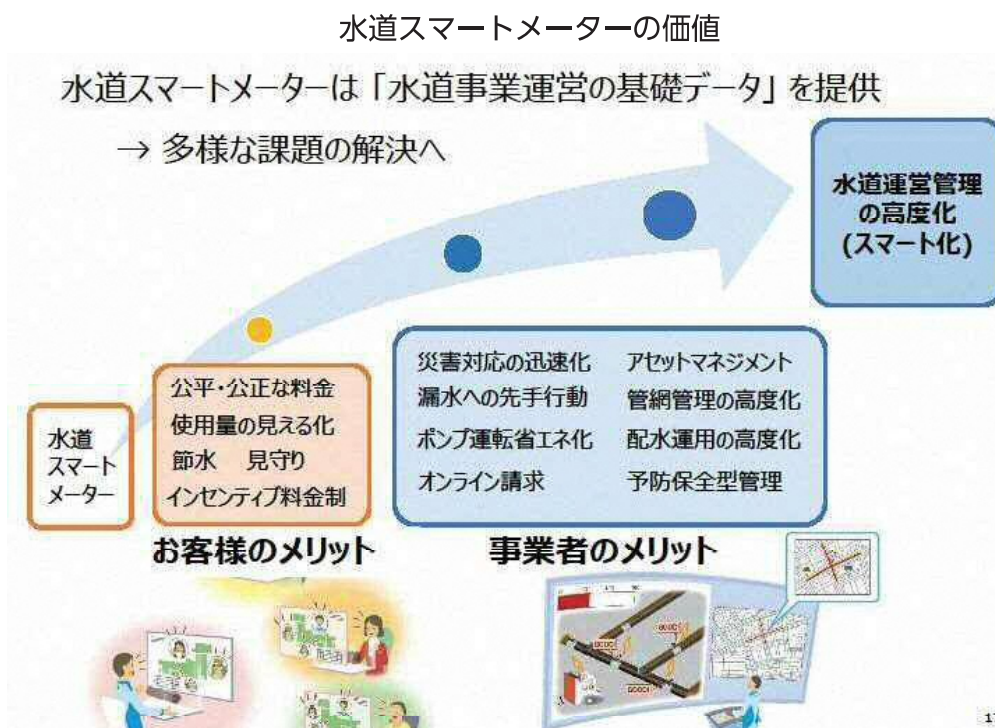 水道スマートメーターの価値
水道スマートメーターは「水道事業運営の基礎データ」を提供
→ 多様な課題の解決へ
水道運営管理
の高度化
(スマート化)
水道
スマート
メーター
公平・公正な料金
使用量の見える化
節水 見守り
インセンティブ料金制
お客様のメリット
災害対応の迅速化 アセットマネジメント
漏水への先手行動 管網管理の高度化
ポンプ運転省エネ化 配水運用の高度化
オンライン請求 予防保全型管理
事業者のメリット